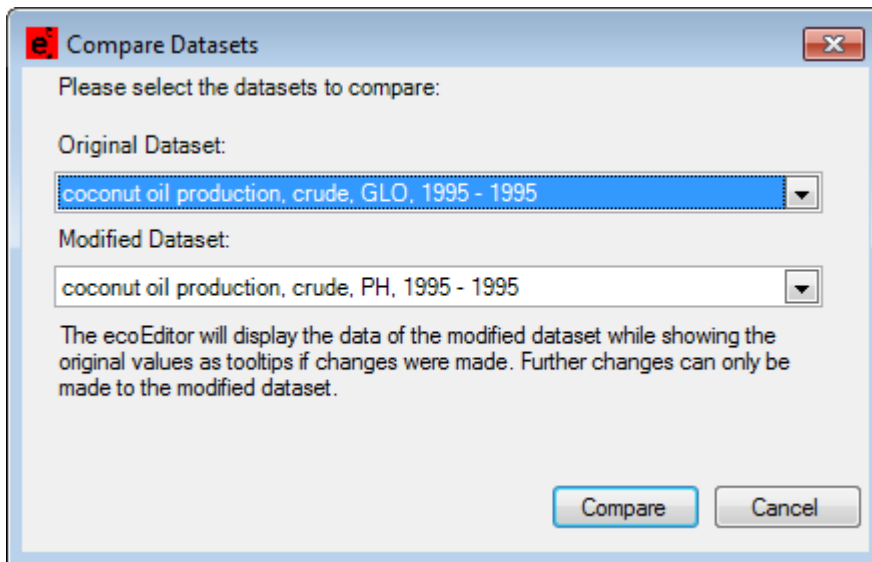 Compare Datasets
Please select the datasets to compare:
Original Dataset:
coconut oil production, crude, GLO, 1995 - 1995
Modified Dataset:
coconut oil production, crude, PH, 1995 - 1995
The ecoEditor will display the data of the modified dataset while showing the
original values as tooltips if changes were made. Further changes can only be
made to the modified dataset.
Compare Cancel